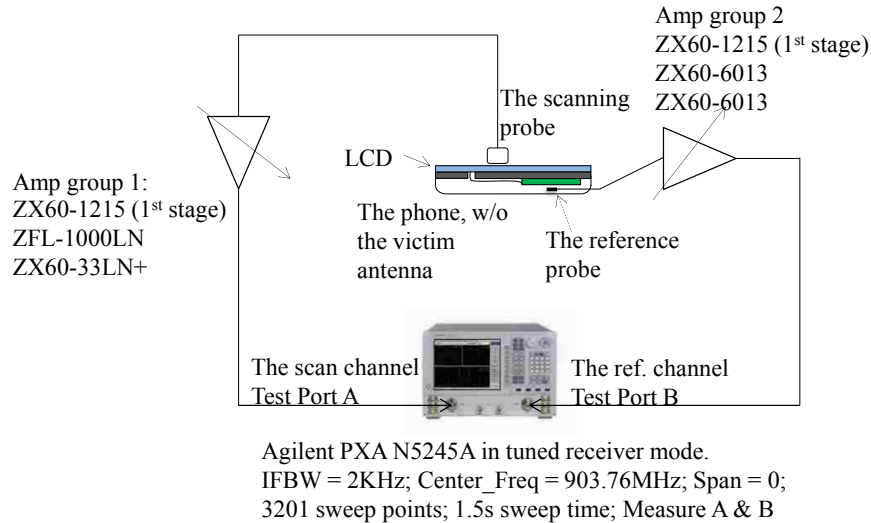 Amp group 2
ZX60-1215 (1st stage)
ZX60-6013
ZX60-6013
The scanning
probe
LCD
Amp group 1:
ZX60-1215 (1st stage)
ZFL-1000LN
ZX60-33LN+
The phone, w/o
the victim
antenna
The reference
probe
The scan channel
Test Port A
The ref. channel
Test Port B
Agilent PXA N5245A in tuned receiver mode.
IFBW = 2KHz; Center_Freq = 903.76MHz; Span = 0;
3201 sweep points; 1.5s sweep time; Measure A & B